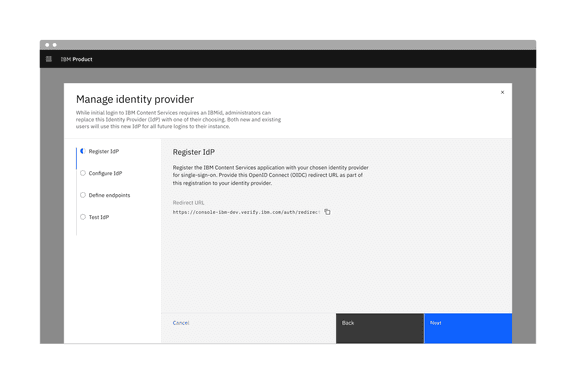 IBM Product
Manage identity provider
While initial login to IBM Content Services requires an IBMid, administrators can
replace this Identity Provider (IdP) with one of their choosing. Both new and existing
users will use this new IdP for all future logins to their instance.
Register IdP
Configure IdP
Define endpoints
Test IdP
Register IdP
Register the IBM Content Services application with your chosen identity provider
for single-sign-on. Provide this OpenID Connect (OIDC) redirect URL as part of
this registration to your identity provider.
Redirect URL
https://console-ibm-dev.verify.ibm.com/auth/redirec
Cancel
Back
Next